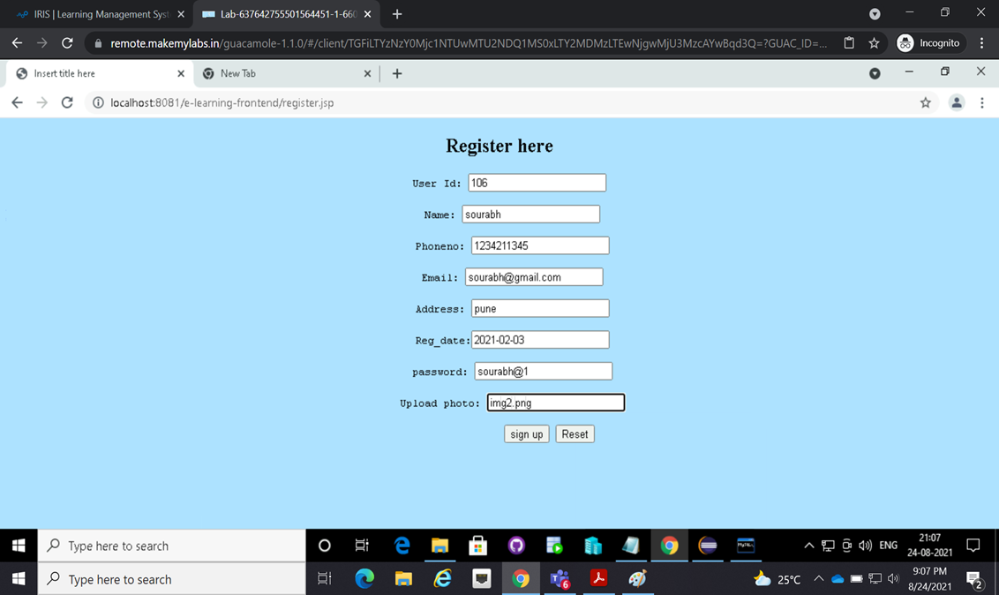 IRIS | Learning Management Syst
Lab-637642755501564451-1-660
remote.makemylabs.in/guacamole-1.1.0/#/client/TGFiLTYzNzY0Mjc1NTUwMTU2NDQ1MS0xLTY2MDMzLTEwNjgwMjU3MzcAYwBqd3Q=?GUAC_ID=...
Incognito
Insert title here
New Tab
localhost:8081/e-learning-frontend/register.jsp
Register here
User Id: 106
Name: sourabh
Phoneno: 1234211345
Email: sourabh@gmail.com
Address: pune
Reg_date: 2021-02-03
password: sourabh@1
Upload photo: img2.png
sign up Reset
Type here to search
ENG
21:07
24-08-2021
Type here to search
6
25°C
9:07 PM
8/24/2021
2